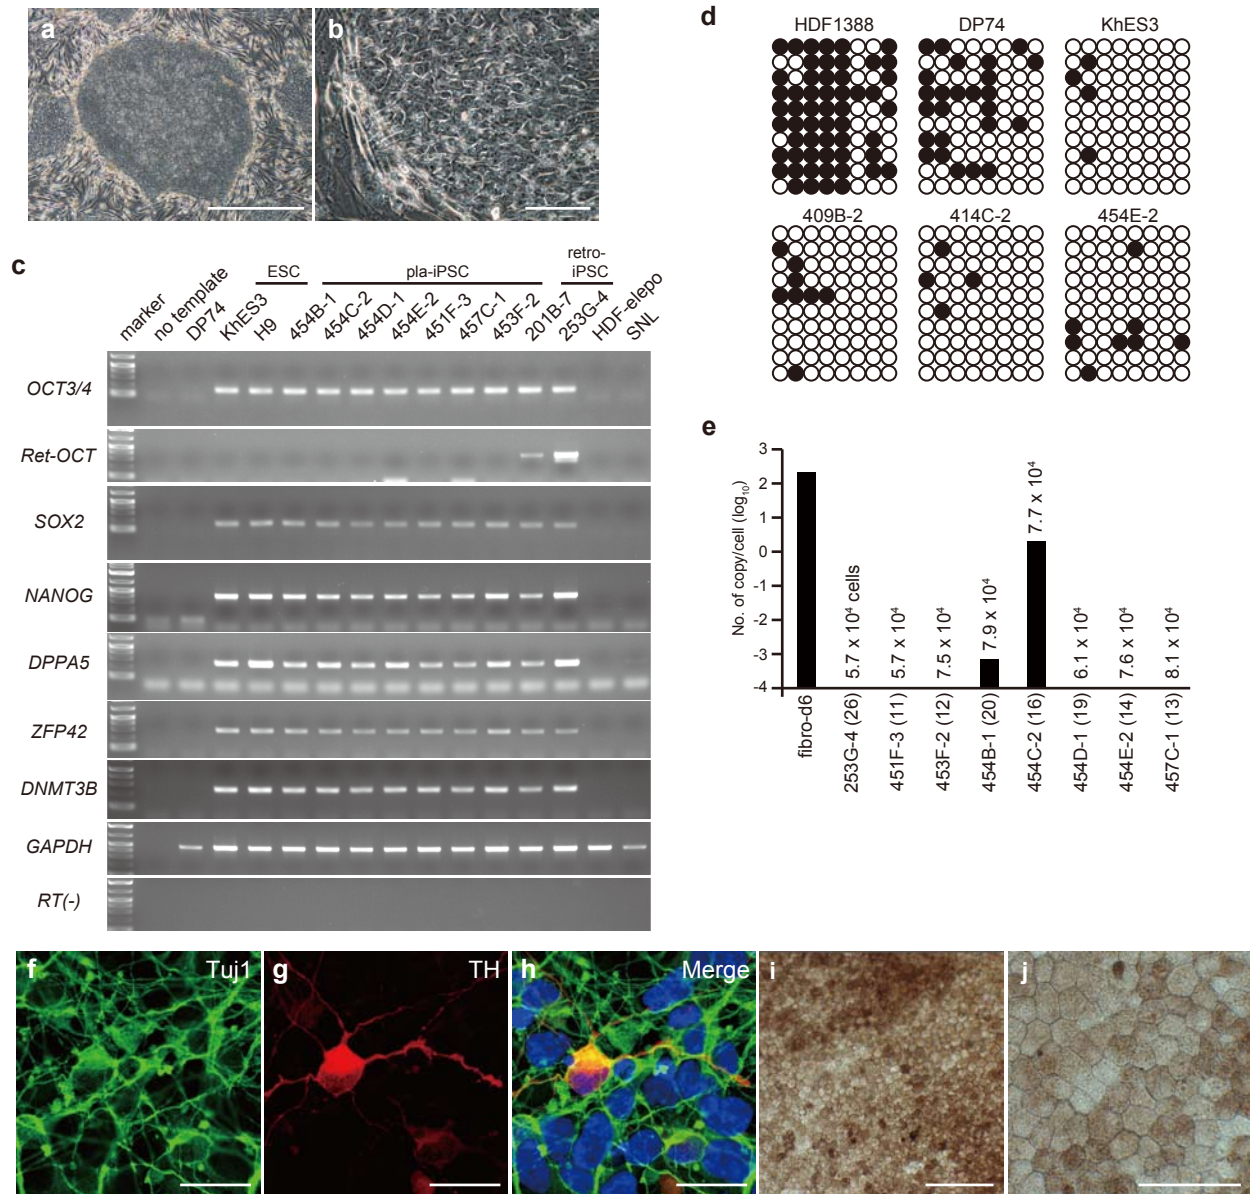 a
b
c
ESC
pla-iPSC
retro-
iPSC
marker
no template
DP74
KhES3
H9
454B-1
454C-2
454D-1
454E-2
451F-3
457C-1
453F-2
201B-7
253G-4
HDF-elepo
SNL
OCT3/4
Ret-OCT
SOX2
NANOG
DPPA5
ZFP42
DNMT3B
GAPDH
RT(-)
d
HDF1388 DP74 KhES3
409B-2 414C-2 454E-2
e
No. of copy/cell (log10)
3
2
1
0
-1
-2
-3
-4
5.7 x 10⁴ cells
5.7 x 10⁴
7.5 x 10⁴
7.9 x 10⁴
7.7 x 10⁴
6.1 x 10⁴
7.6 x 10⁴
8.1 x 10⁴
fibro-d6
253G-4 (26)
451F-3 (11)
453F-2 (12)
454B-1 (20)
454C-2 (16)
454D-1 (19)
454E-2 (14)
457C-1 (13)
f Tuj1
g TH
h Merge
i
j